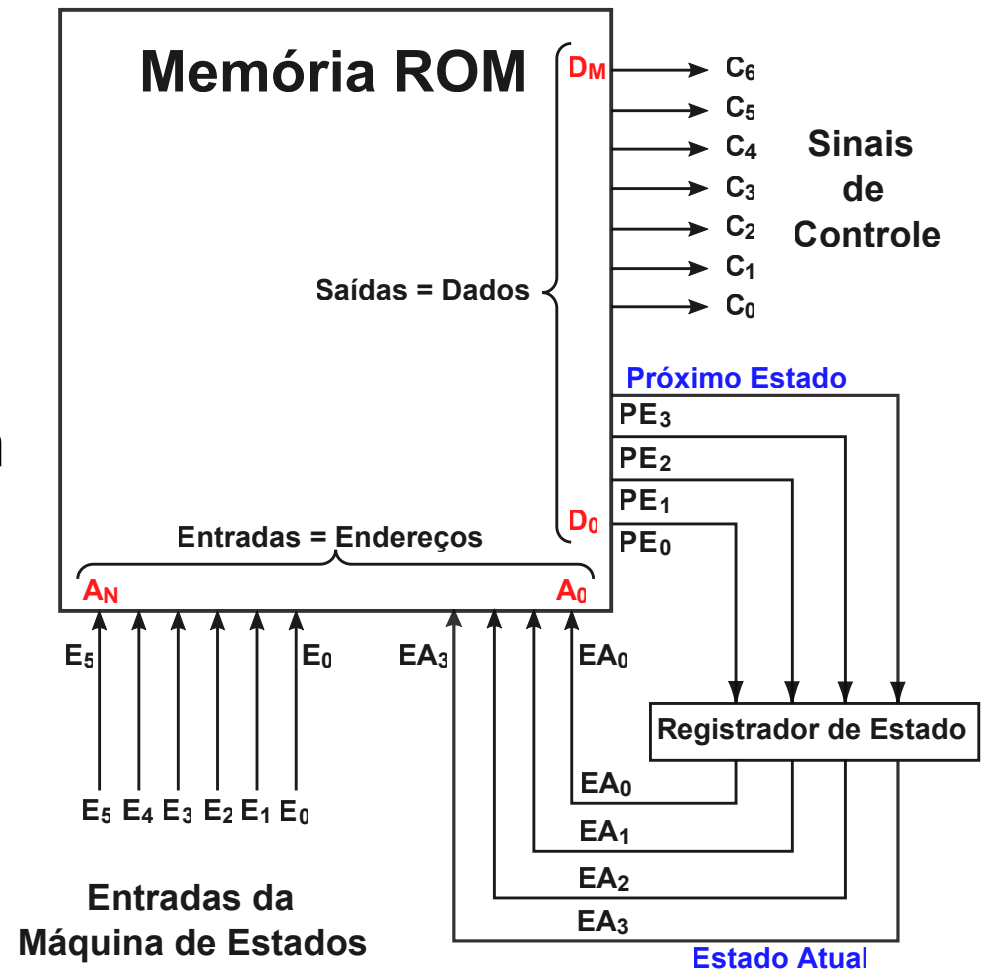 Memória ROM
D_M
C₆
C₅
C₄
C₃
C₂
C₁
C₀
Sinais
de
Controle
Saídas = Dados
Próximo Estado
PE₃
PE₂
PE₁
PE₀
D₀
Entradas = Endereços
A_N
A₀
E₅
E₀
EA₃
EA₀
Registrador de Estado
E₅ E₄ E₃ E₂ E₁ E₀
EA₀
EA₁
EA₂
EA₃
Entradas da
Máquina de Estados
Estado Atual